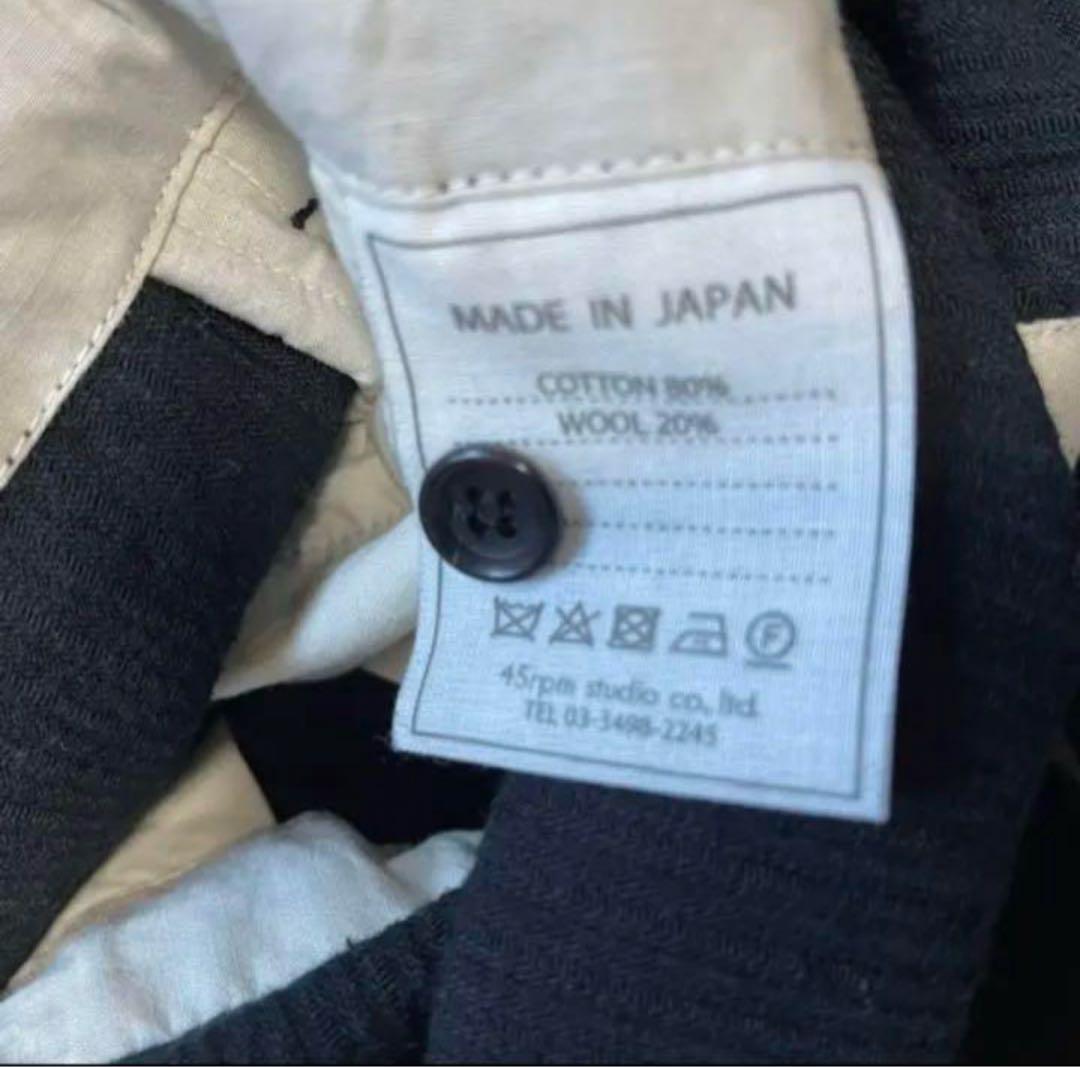 MADE IN JAPAN
COTTON 80%
WOOL 20%
F
45rpm studio co., ltd.
TEL 03-3498-2245